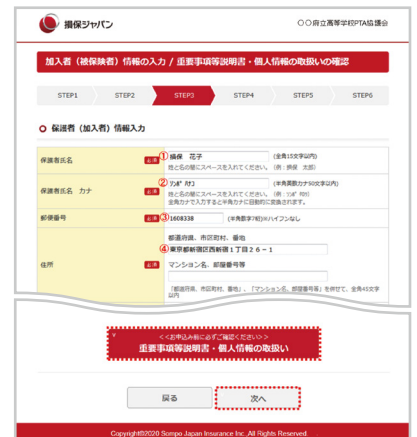 損保ジャパン
〇〇府立高等学校PTA協議会
加入者（被保険者）情報の入力 / 重要事項等説明書・個人情報の取扱いの確認
STEP1 STEP2 STEP3 STEP4 STEP5 STEP6
保護者（加入者）情報入力
保護者氏名 必須 ① 損保 花子 (全角15文字以内)
姓と名の間にスペースを入れてください。（例：損保 太郎）
保護者氏名 カナ 必須 ② ｿﾝﾎﾟ ﾊﾅｺ (半角英数カナ50文字以内)
姓と名の間にスペースを入れてください。
全角カナで入力すると半角カナに自動的に変換されます。
郵便番号 必須 ③ 1608338 (半角数字7桁)※ハイフンなし
都道府県、市区町村、番地
④ 東京都新宿区西新宿１丁目２６－１
住所 必須 マンション名、部屋番号等
「都道府県、市区町村、番地」、「マンション名、部屋番号等」を併せて、全角40文字
以内
<<お申込み前に必ずご確認ください>>
重要事項等説明書・個人情報の取扱い
戻る 次へ
Copyright©2020 Sompo Japan Insurance Inc.,All Rights Reserved.